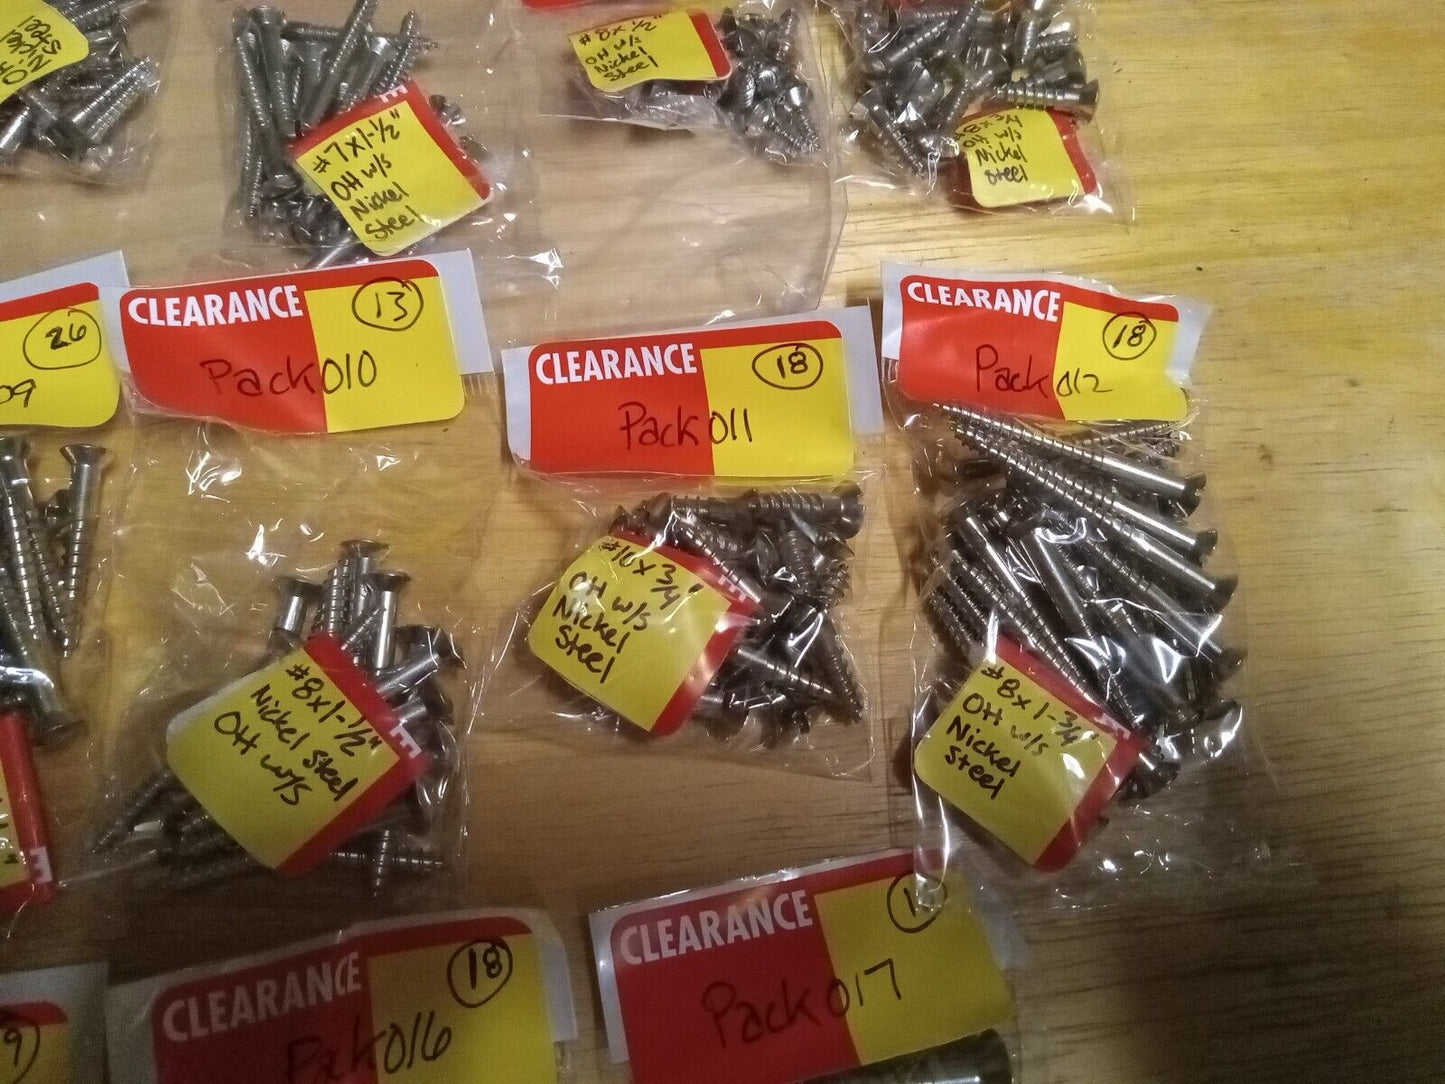 #7x1-1/2"
OH w/s
Nickel
Steel
#8x1/2"
OH w/s
Nickel
Steel
#8x3/4
OH w/s
Nickel
Steel
26
09
CLEARANCE
13
Pack010
#8x1-1/2"
Nickel Steel
OH w/s
CLEARANCE
18
Pack011
#10x3/4"
OH w/s
Nickel
Steel
CLEARANCE
18
Pack012
#8x1-3/4"
OH w/s
Nickel
Steel
9
CLEARANCE
18
Pack016
CLEARANCE
Pack017